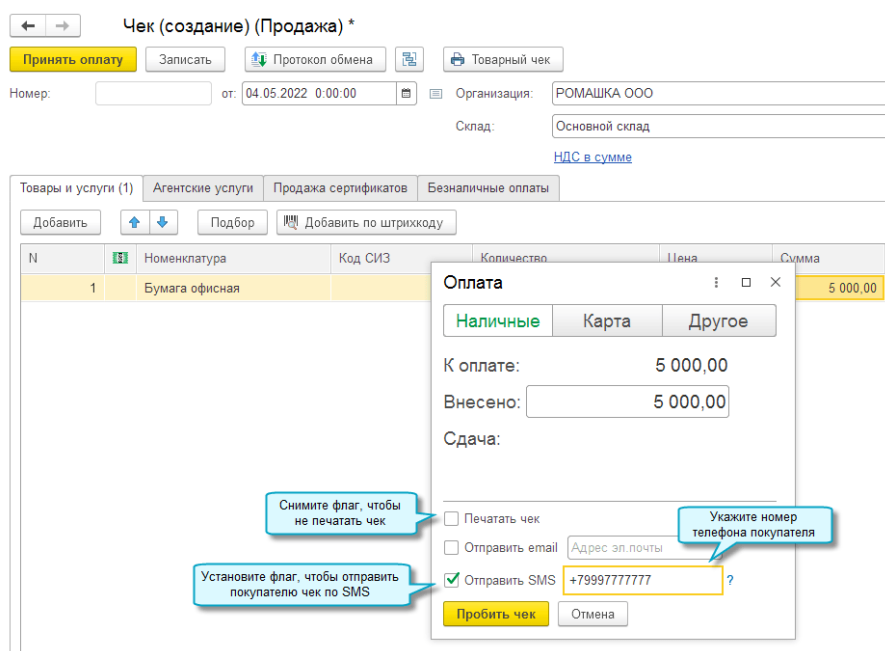 Чек (создание) (Продажа) *
Принять оплату Записать Протокол обмена Товарный чек
Номер: от: 04.05.2022 0:00:00 Организация: РОМАШКА ООО
Склад: Основной склад
НДС в сумме
Товары и услуги (1) Агентские услуги Продажа сертификатов Безналичные оплаты
Добавить Подбор Добавить по штрихкоду
N Номенклатура Код СИЗ Количество Цена Сумма
1 Бумага офисная 5 000,00
Оплата
Наличные Карта Другое
К оплате: 5 000,00
Внесено: 5 000,00
Сдача:
Снимите флаг, чтобы
не печатать чек
Печатать чек
Укажите номер
телефона покупателя
Отправить email Адрес эл.почты
Установите флаг, чтобы отправить
покупателю чек по SMS
Отправить SMS +79997777777 ?
Пробить чек Отмена